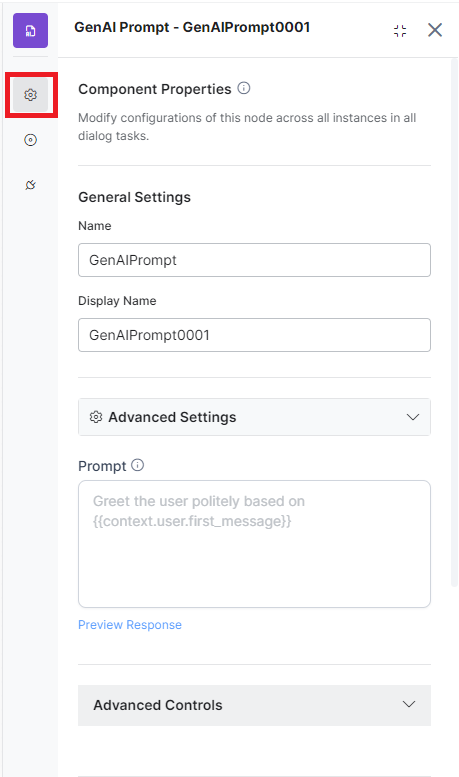 GenAI Prompt - GenAIPrompt0001
Component Properties
Modify configurations of this node across all instances in all
dialog tasks.
General Settings
Name
GenAIPrompt
Display Name
GenAIPrompt0001
Advanced Settings
Prompt
Greet the user politely based on
{{context.user.first_message}}
Preview Response
Advanced Controls